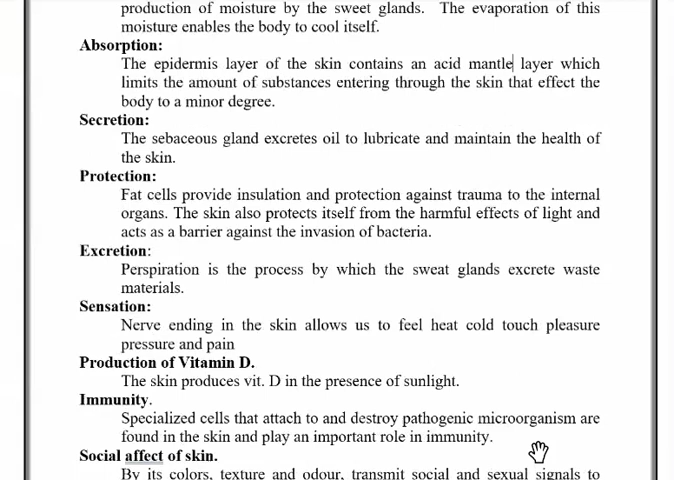 production of moisture by the sweet glands. The evaporation of this
moisture enables the body to cool itself.
Absorption:
The epidermis layer of the skin contains an acid mantle layer which
limits the amount of substances entering through the skin that effect the
body to a minor degree.
Secretion:
The sebaceous gland excretes oil to lubricate and maintain the health of
the skin.
Protection:
Fat cells provide insulation and protection against trauma to the internal
organs. The skin also protects itself from the harmful effects of light and
acts as a barrier against the invasion of bacteria.
Excretion:
Perspiration is the process by which the sweat glands excrete waste
materials.
Sensation:
Nerve ending in the skin allows us to feel heat cold touch pleasure
pressure and pain
Production of Vitamin D.
The skin produces vit. D in the presence of sunlight.
Immunity.
Specialized cells that attach to and destroy pathogenic microorganism are
found in the skin and play an important role in immunity.
Social affect of skin.
By its colors, texture and odour, transmit social and sexual signals to